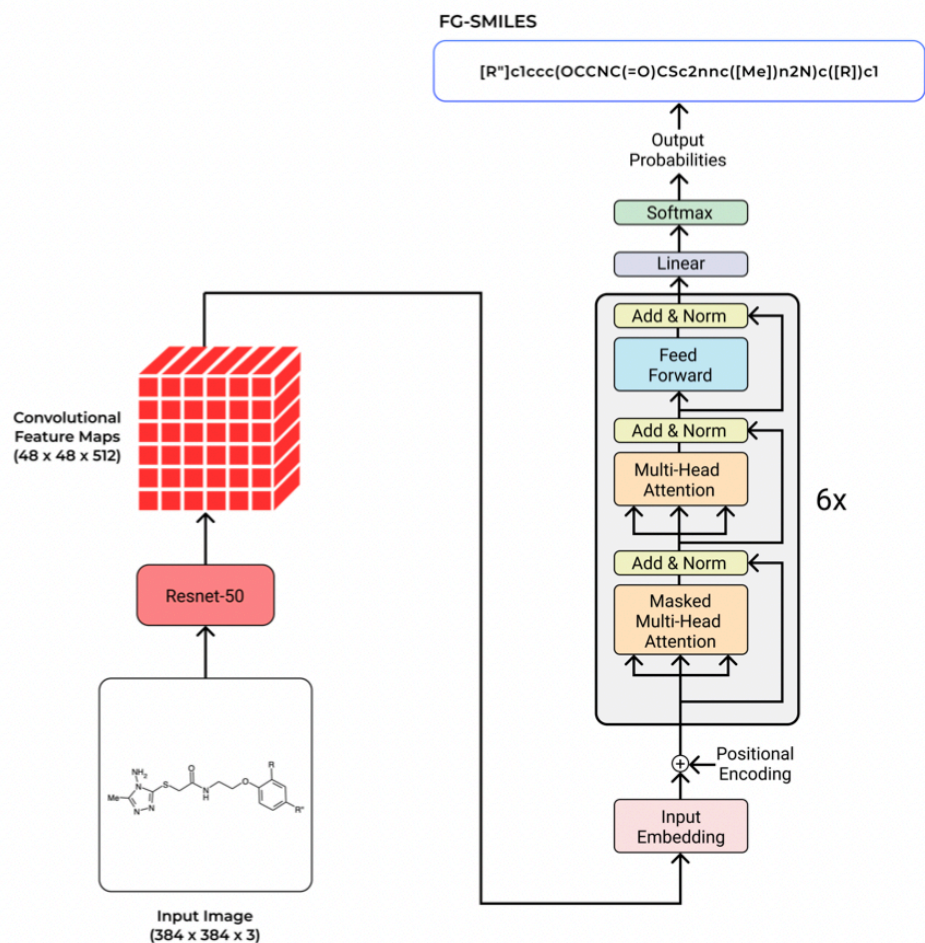 FG-SMILES
[R"]c1ccc(OCCNC(=O)CSc2nnc([Me])n2N)c([R])c1
Output
Probabilities
Softmax
Linear
Add & Norm
Feed
Forward
Add & Norm
Multi-Head
Attention
6x
Add & Norm
Masked
Multi-Head
Attention
Positional
Encoding
+
Input
Embedding
Convolutional
Feature Maps
(48 x 48 x 512)
Resnet-50
NH2
N
Me
N
N
S
O
N
H
O
R
R"
Input Image
(384 x 384 x 3)